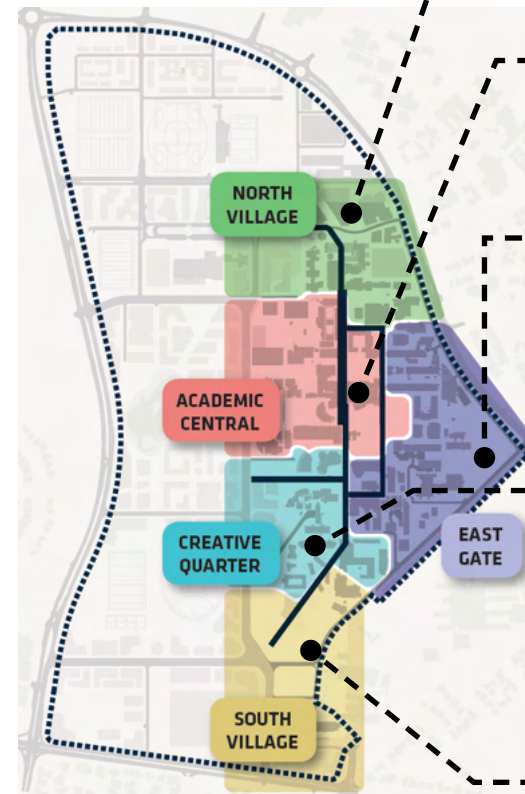 NORTH
VILLAGE
ACADEMIC
CENTRAL
CREATIVE
QUARTER
EAST
GATE
SOUTH
VILLAGE